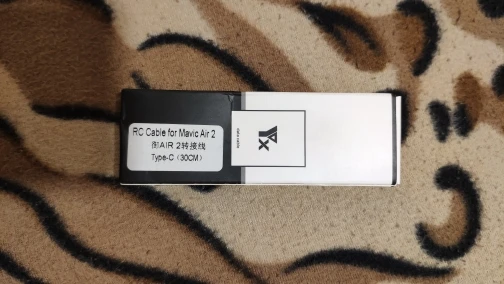 RC Cable for Mavic Air 2
御AIR 2转接线
Type-C（30CM）
YX